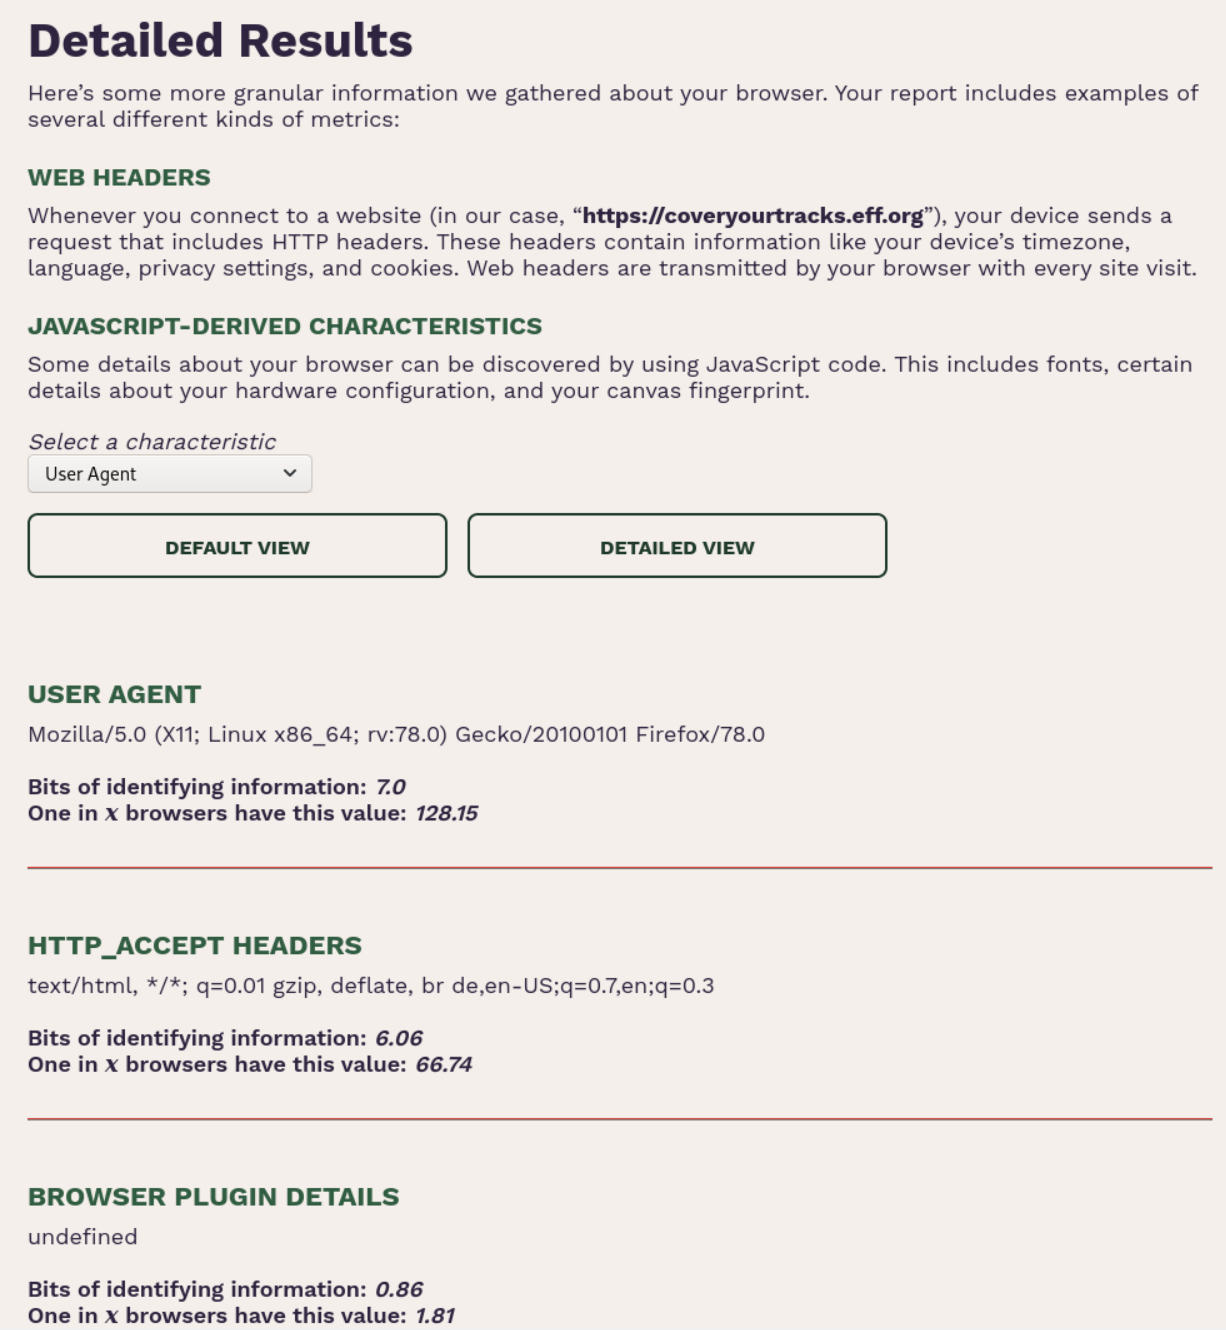 Detailed Results
Here’s some more granular information we gathered about your browser. Your report includes examples of
several different kinds of metrics:
WEB HEADERS
Whenever you connect to a website (in our case, “https://coveryourtracks.eff.org”), your device sends a
request that includes HTTP headers. These headers contain information like your device’s timezone,
language, privacy settings, and cookies. Web headers are transmitted by your browser with every site visit.
JAVASCRIPT-DERIVED CHARACTERISTICS
Some details about your browser can be discovered by using JavaScript code. This includes fonts, certain
details about your hardware configuration, and your canvas fingerprint.
Select a characteristic
User Agent
DEFAULT VIEW
DETAILED VIEW
USER AGENT
Mozilla/5.0 (X11; Linux x86_64; rv:78.0) Gecko/20100101 Firefox/78.0
Bits of identifying information: 7.0
One in x browsers have this value: 128.15
HTTP_ACCEPT HEADERS
text/html, */*; q=0.01 gzip, deflate, br de,en-US;q=0.7,en;q=0.3
Bits of identifying information: 6.06
One in x browsers have this value: 66.74
BROWSER PLUGIN DETAILS
undefined
Bits of identifying information: 0.86
One in x browsers have this value: 1.81